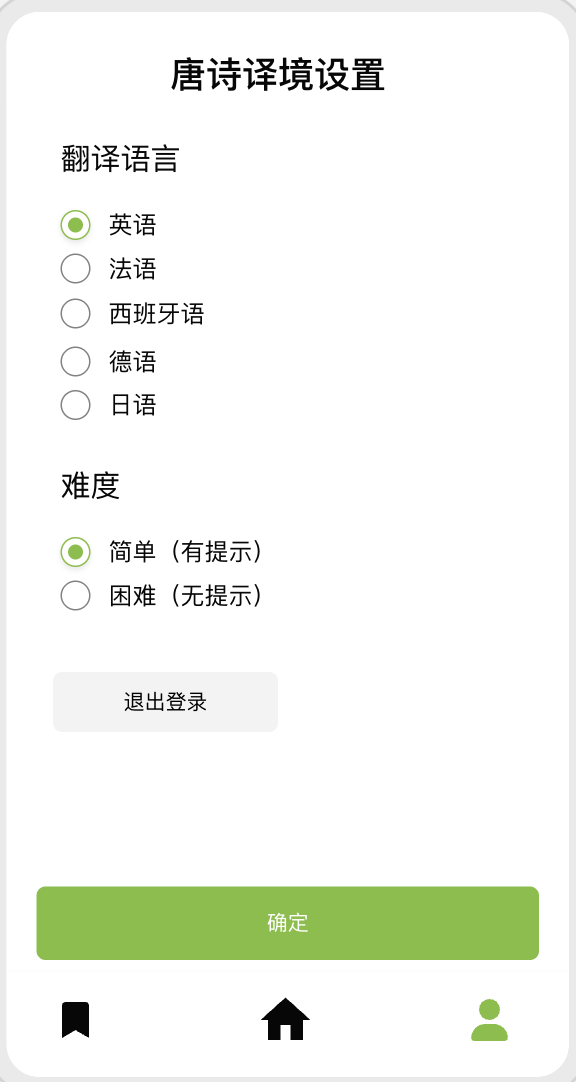 唐诗译境设置
翻译语言
英语
法语
西班牙语
德语
日语
难度
简单（有提示）
困难（无提示）
退出登录
确定